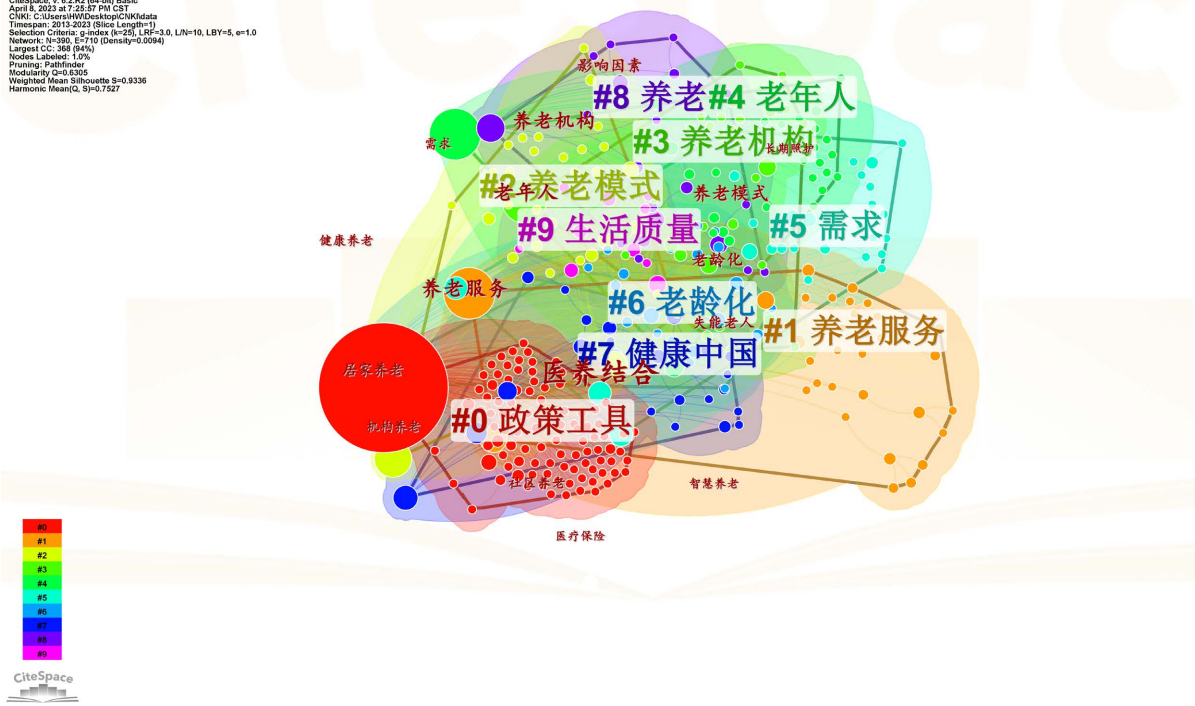 CiteSpace, v. 6.2.R2 (64-bit) Basic
April 8, 2023 at 7:25:57 PM CST
CNKI: C:\Users\HW\Desktop\CNKI\data
Timespan: 2013-2023 (Slice Length=1)
Selection Criteria: g-index (k=25), LRF=3.0, L/N=10, LBY=5, e=1.0
Network: N=390, E=710 (Density=0.0094)
Largest CC: 368 (94%)
Nodes Labeled: 1.0%
Pruning: Pathfinder
Modularity Q=0.6305
Weighted Mean Silhouette S=0.9336
Harmonic Mean(Q, S)=0.7527
影响因素
#8 养老
#4 老年人
养老机构
需求
#3 养老机构
长期照护
#2 养老模式
老年人
养老模式
#9 生活质量
#5 需求
健康养老
老龄化
养老服务
#6 老龄化
失能老人
#1 养老服务
#7 健康中国
居家养老
医养结合
机构养老
#0 政策工具
社区养老
智慧养老
医疗保险
#0
#1
#2
#3
#4
#5
#6
#7
#8
#9
CiteSpace